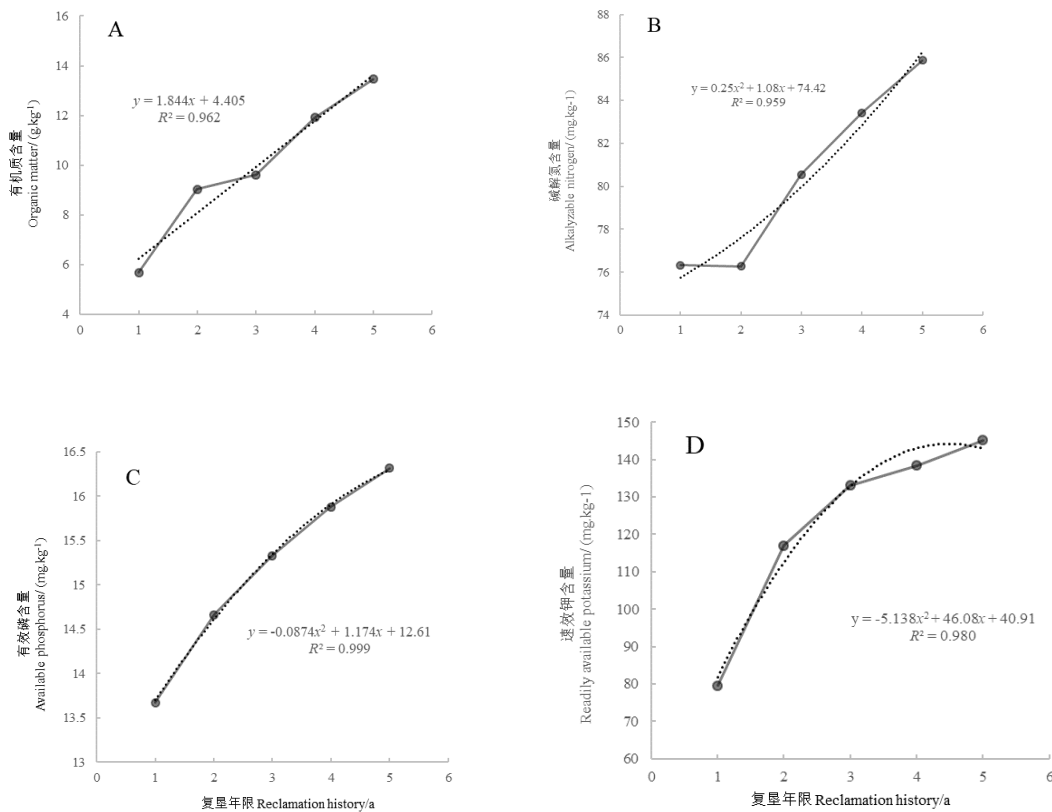 A
16
14
12
10
8
6
4
0
1
2
3
4
5
6
y = 1.844x + 4.405
R² = 0.962
有机质含量
Organic matter/ (g.kg⁻¹)
B
88
86
84
82
80
78
76
74
0
1
2
3
4
5
6
y = 0.25x² + 1.08x + 74.42
R² = 0.959
碱解氮含量
Alkalyzable nitrogen/ (mg.kg-1)
C
16.5
16
15.5
15
14.5
14
13.5
13
0
1
2
3
4
5
6
y = -0.0874x² + 1.174x + 12.61
R² = 0.999
有效磷含量
Available phosphorus/ (mg.kg⁻¹)
复垦年限 Reclamation history/a
D
150
140
130
120
110
100
90
80
70
60
0
1
2
3
4
5
6
y = -5.138x² + 46.08x + 40.91
R² = 0.980
速效钾含量
Readily available potassium/ (mg.kg-1)
复垦年限 Reclamation history/a